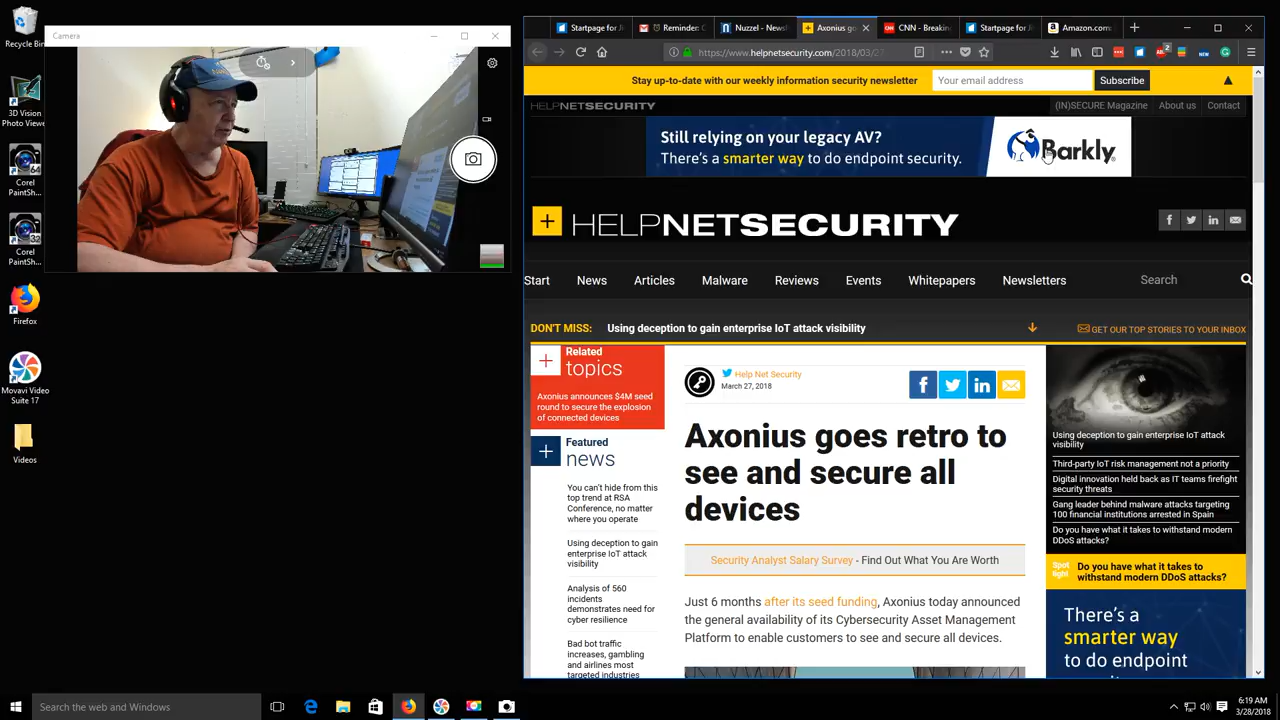 Recycle Bin
3D Vision
Photo Viewer
Corel
PaintSh...
64
Corel
PaintSh...
32
Firefox
Movavi Video
Suite 17
Videos
Camera
Startpage for Ji
Reminder: C
Nuzzel - News
Axonius go
CNN - Breakin
Startpage for Ji
Amazon.com:
https://www.helpnetsecurity.com/2018/03/27
2
NEW
Stay up-to-date with our weekly information security newsletter
Your email address
Subscribe
HELPNETSECURITY
(IN)SECURE Magazine
About us
Contact
Still relying on your legacy AV?
There's a smarter way to do endpoint security.
Barkly
HELPNETSECURITY
Start
News
Articles
Malware
Reviews
Events
Whitepapers
Newsletters
Search
DON'T MISS:
Using deception to gain enterprise IoT attack visibility
GET OUR TOP STORIES TO YOUR INBOX
Related
topics
Axonius announces $4M seed
round to secure the explosion
of connected devices
Featured
news
You can't hide from this
top trend at RSA
Conference, no matter
where you operate
Using deception to gain
enterprise IoT attack
visibility
Analysis of 560
incidents
demonstrates need for
cyber resilience
Bad bot traffic
increases, gambling
and airlines most
targeted industries
Help Net Security
March 27, 2018
Axonius goes retro to
see and secure all
devices
Security Analyst Salary Survey - Find Out What You Are Worth
Just 6 months after its seed funding, Axonius today announced
the general availability of its Cybersecurity Asset Management
Platform to enable customers to see and secure all devices.
Using deception to gain enterprise IoT attack
visibility
Third-party IoT risk management not a priority
Digital innovation held back as IT teams firefight
security threats
Gang leader behind malware attacks targeting
100 financial institutions arrested in Spain
Do you have what it takes to withstand modern
DDoS attacks?
Spot
light
Do you have what it takes to
withstand modern DDoS attacks?
There's a
smarter way
to do endpoint
Search the web and Windows
6:19 AM
3/28/2018